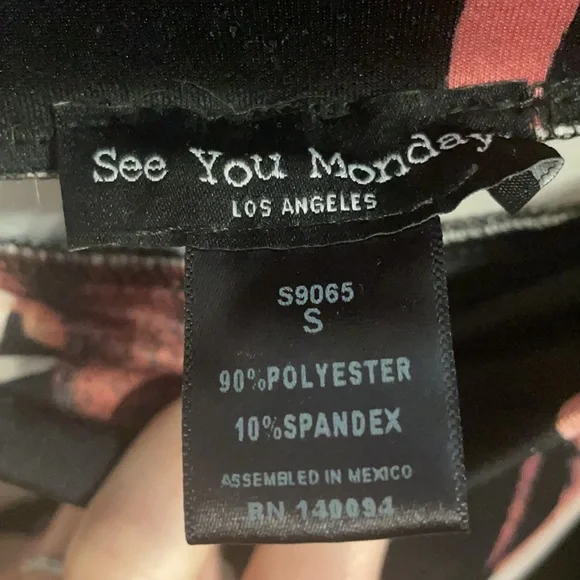 See You Monday
LOS ANGELES
S9065
S
90%POLYESTER
10%SPANDEX
ASSEMBLED IN MEXICO
RN 140094